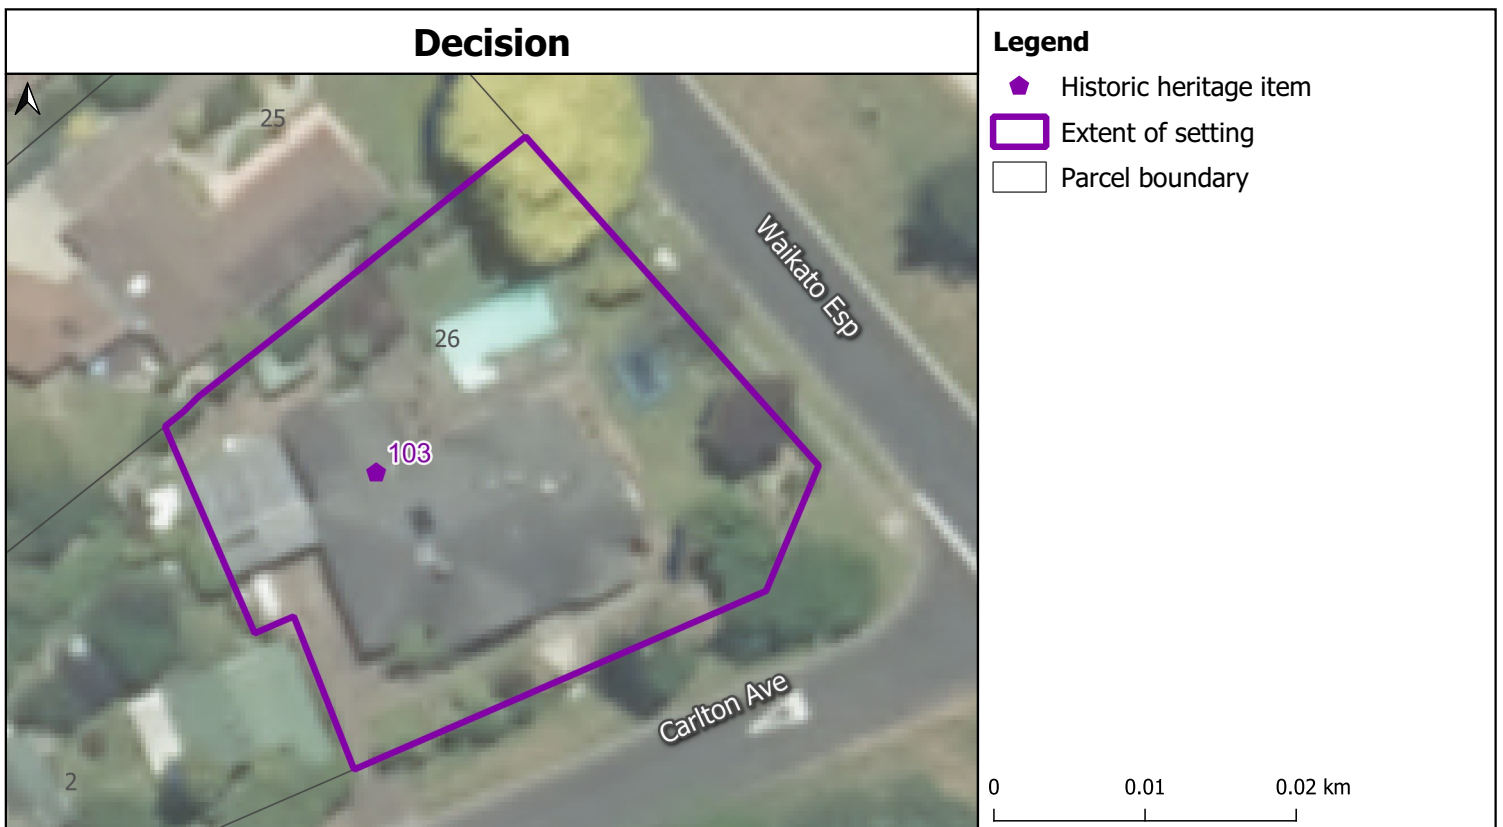 Decision
Legend
Historic heritage item
Extent of setting
Parcel boundary
25
26
103
Waikato Esp
Carlton Ave
2
0 0.01 0.02 km